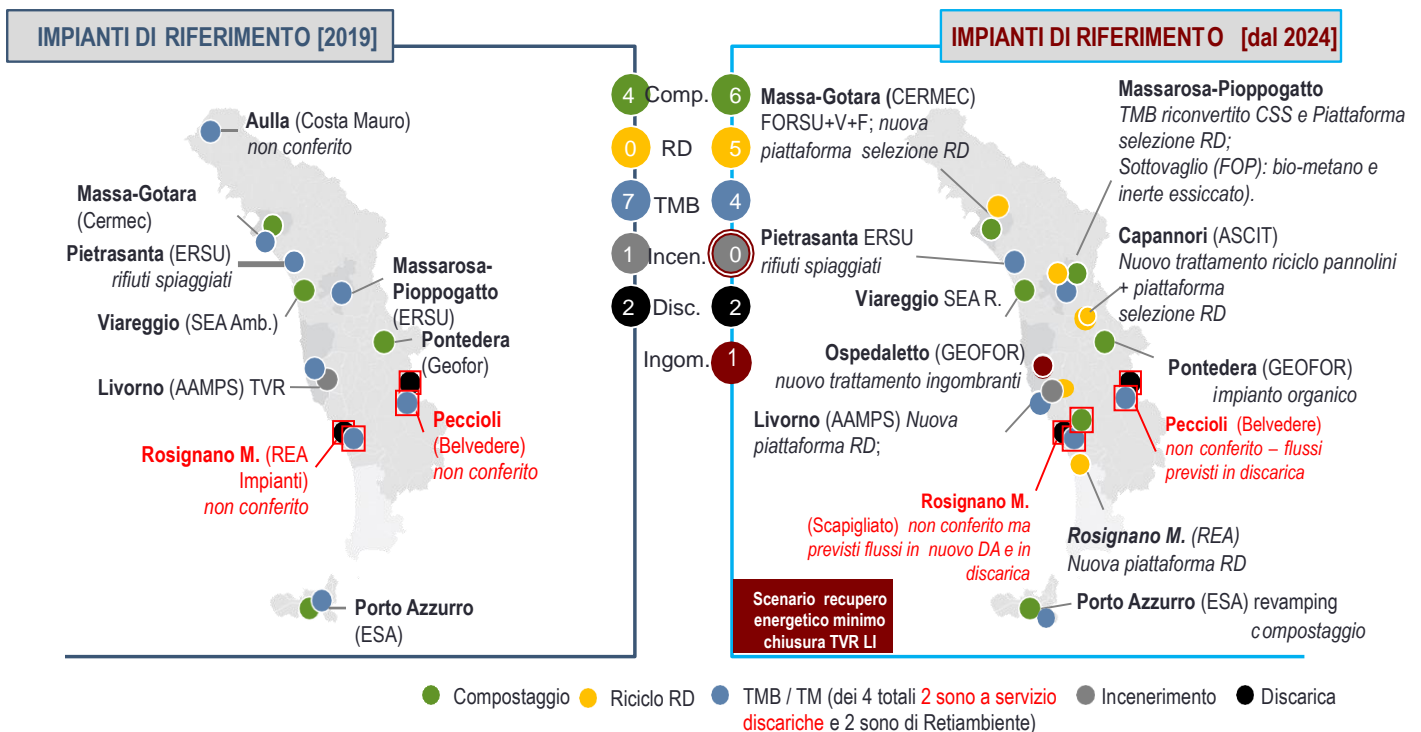 IMPIANTI DI RIFERIMENTO [2019]
Aulla (Costa Mauro)
non conferito
Massa-Gotara
(Cermec)
Pietrasanta (ERSU)
rifiuti spiaggiati
Massarosa-
Pioppogatto
(ERSU)
Viareggio (SEA Amb.)
Pontedera
(Geofor)
Livorno (AAMPS) TVR
Peccioli
(Belvedere)
non conferito
Rosignano M. (REA
Impianti)
non conferito
Porto Azzurro
(ESA)
4 Comp. 6
0 RD 5
7 TMB 4
1 Incen. 0
2 Disc. 2
Ingom. 1
IMPIANTI DI RIFERIMENTO [dal 2024]
Massa-Gotara (CERMEC)
FORSU+V+F; nuova
piattaforma selezione RD
Massarosa-Pioppogatto
TMB riconvertito CSS e Piattaforma
selezione RD;
Sottovaglio (FOP): bio-metano e
inerte essiccato).
Pietrasanta ERSU
rifiuti spiaggiati
Capannori (ASCIT)
Nuovo trattamento riciclo pannolini
+ piattaforma
selezione RD
Viareggio SEA R.
Ospedaletto (GEOFOR)
nuovo trattamento ingombranti
Pontedera (GEOFOR)
impianto organico
Livorno (AAMPS) Nuova
piattaforma RD;
Peccioli (Belvedere)
non conferito – flussi
previsti in discarica
Rosignano M.
(Scapigliato) non conferito ma
previsti flussi in nuovo DA e in
discarica
Rosignano M. (REA)
Nuova piattaforma RD
Scenario recupero
energetico minimo
chiusura TVR LI
Porto Azzurro (ESA) revamping
compostaggio
Compostaggio
Riciclo RD
TMB / TM (dei 4 totali 2 sono a servizio
discariche e 2 sono di Retiambiente)
Incenerimento
Discarica